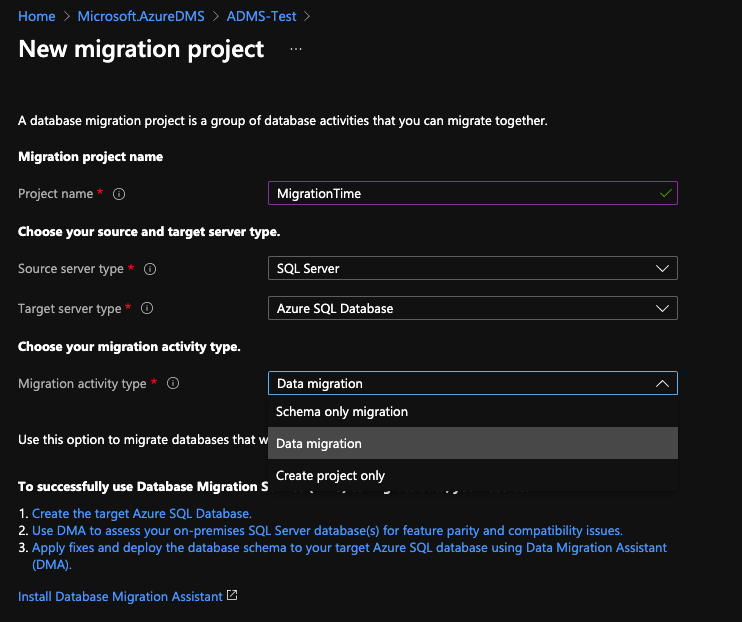 Home > Microsoft.AzureDMS > ADMS-Test >
New migration project ...
A database migration project is a group of database activities that you can migrate together.
Migration project name
Project name * MigrationTime
Choose your source and target server type.
Source server type * SQL Server
Target server type * Azure SQL Database
Choose your migration activity type.
Migration activity type * Data migration
Schema only migration
Use this option to migrate databases that Data migration
Create project only
To successfully use Database Migration
1. Create the target Azure SQL Database.
2. Use DMA to assess your on-premises SQL Server database(s) for feature parity and compatibility issues.
3. Apply fixes and deploy the database schema to your target Azure SQL database using Data Migration Assistant
(DMA).
Install Database Migration Assistant